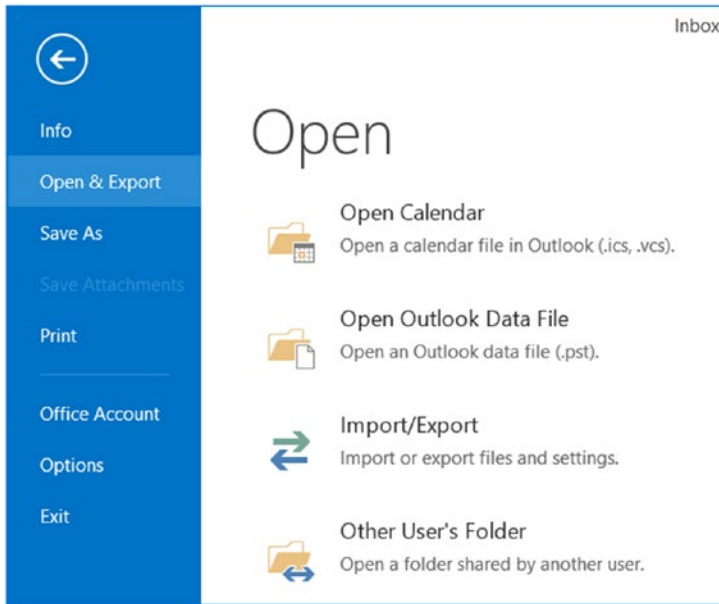 Inbox
Info
Open & Export
Save As
Save Attachments
Print
Office Account
Options
Exit
Open
Open Calendar
Open a calendar file in Outlook (.ics, .vcs).
Open Outlook Data File
Open an Outlook data file (.pst).
Import/Export
Import or export files and settings.
Other User's Folder
Open a folder shared by another user.